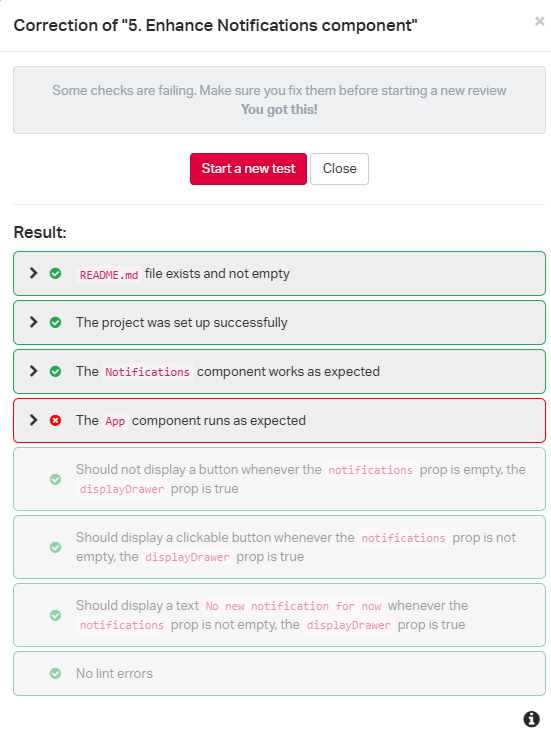 Correction of "5. Enhance Notifications component"
×
Some checks are failing. Make sure you fix them before starting a new review
You got this!
Start a new test
Close
Result:
README.md file exists and not empty
The project was set up successfully
The Notifications component works as expected
The App component runs as expected
Should not display a button whenever the notifications prop is empty, the
displayDrawer prop is true
Should display a clickable button whenever the notifications prop is not
empty, the displayDrawer prop is true
Should display a text No new notification for now whenever the
notifications prop is not empty, the displayDrawer prop is true
No lint errors